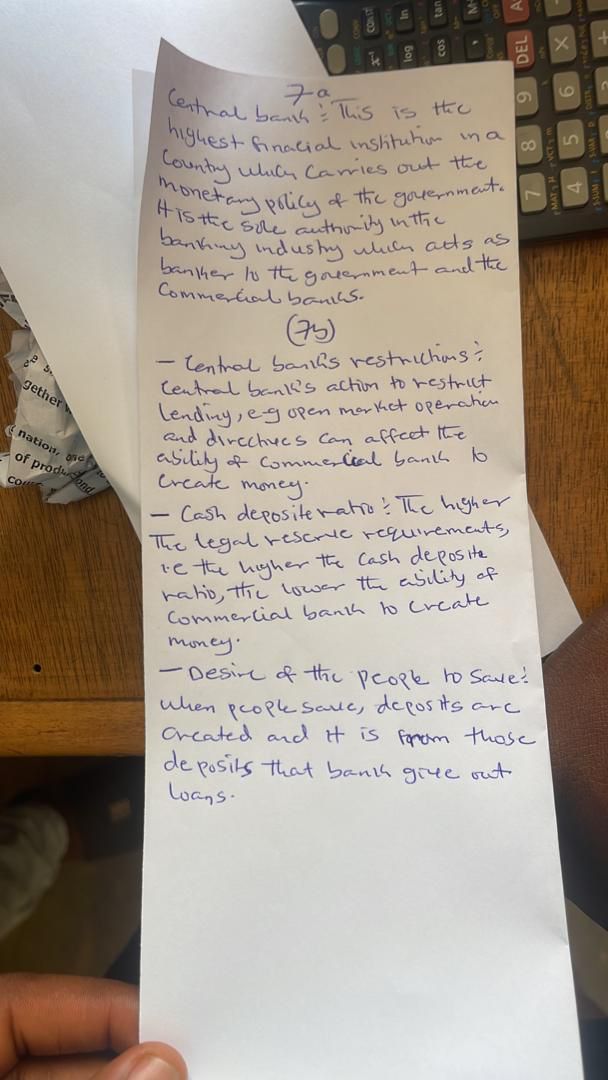 7a
Central bank : This is the
highest finacial institution in a
Country which carries out the
monetary policy of the government.
It is the sole authority in the
banking industry which acts as
banker to the government and the
Commercial banks.
(7b)
- Central bank's restrictions :
Central bank's action to restrict
lending, e.g open market operation
and directives can affect the
ability of commercial bank to
Create money.
- Cash deposite ratio : The higher
The legal reserve requirements,
i.e the higher the cash deposite
ratio, the lower the ability of
Commercial bank to create
money.
- Desire of the people to save :
when people save, deposits are
Created and it is from those
deposits that bank give out
loans.
gether
nation,
of produ
and
CONST
x-1
log
ln
cos
tan
M+
DEL
AC
7
8
9
4
5
6
X
+